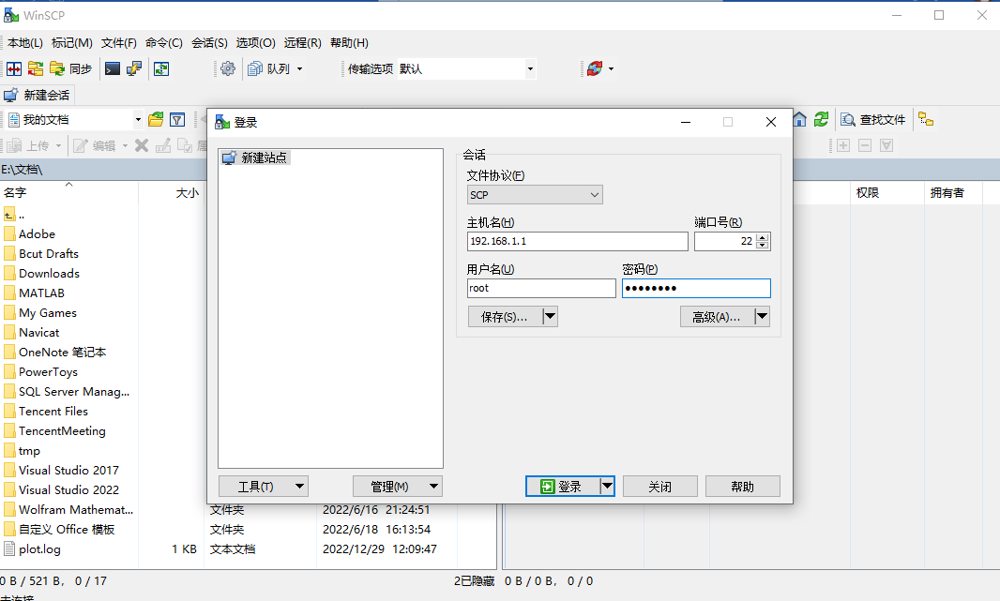 WinSCP
本地(L) 标记(M) 文件(F) 命令(C) 会话(S) 选项(O) 远程(R) 帮助(H)
同步 队列 传输选项 默认
新建会话
我的文档 查找文件
上传 编辑 属
E:\文档\
名字 大小 权限 拥有者
..
Adobe
Bcut Drafts
Downloads
MATLAB
My Games
Navicat
OneNote 笔记本
PowerToys
SQL Server Manag...
Tencent Files
TencentMeeting
tmp
Visual Studio 2017
Visual Studio 2022
Wolfram Mathemat... 文件夹 2022/6/16 21:24:51
自定义 Office 模板 文件夹 2022/6/18 16:13:54
plot.log 1 KB 文本文档 2022/12/29 12:09:47
登录
新建站点
会话
文件协议(F)
SCP
主机名(H) 端口号(R)
192.168.1.1 22
用户名(U) 密码(P)
root ●●●●●●●●
保存(S)... 高级(A)...
工具(T) 管理(M) 登录 关闭 帮助
0 B / 521 B, 0 / 17 2已隐藏 0 B / 0 B, 0 / 0
未连接